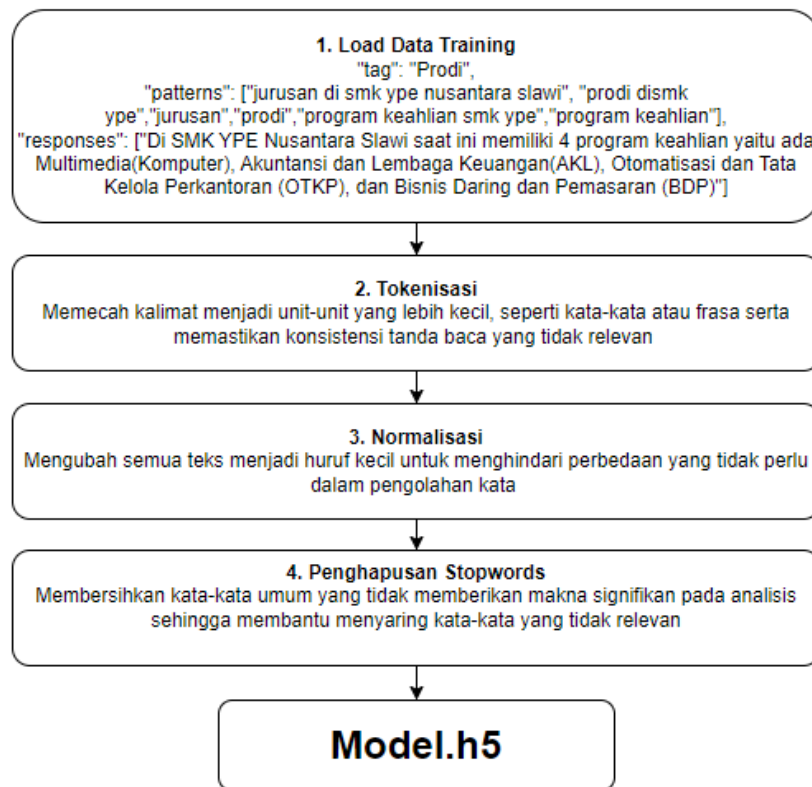 1. Load Data Training
"tag": "Prodi",
"patterns": ["jurusan di smk ype nusantara slawi", "prodi dismk
ype","jurusan","prodi","program keahlian smk ype","program keahlian"],
"responses": ["Di SMK YPE Nusantara Slawi saat ini memiliki 4 program keahlian yaitu ada
Multimedia(Komputer), Akuntansi dan Lembaga Keuangan(AKL), Otomatisasi dan Tata
Kelola Perkantoran (OTKP), dan Bisnis Daring dan Pemasaran (BDP)"]
2. Tokenisasi
Memecah kalimat menjadi unit-unit yang lebih kecil, seperti kata-kata atau frasa serta
memastikan konsistensi tanda baca yang tidak relevan
3. Normalisasi
Mengubah semua teks menjadi huruf kecil untuk menghindari perbedaan yang tidak perlu
dalam pengolahan kata
4. Penghapusan Stopwords
Membersihkan kata-kata umum yang tidak memberikan makna signifikan pada analisis
sehingga membantu menyaring kata-kata yang tidak relevan
Model.h5